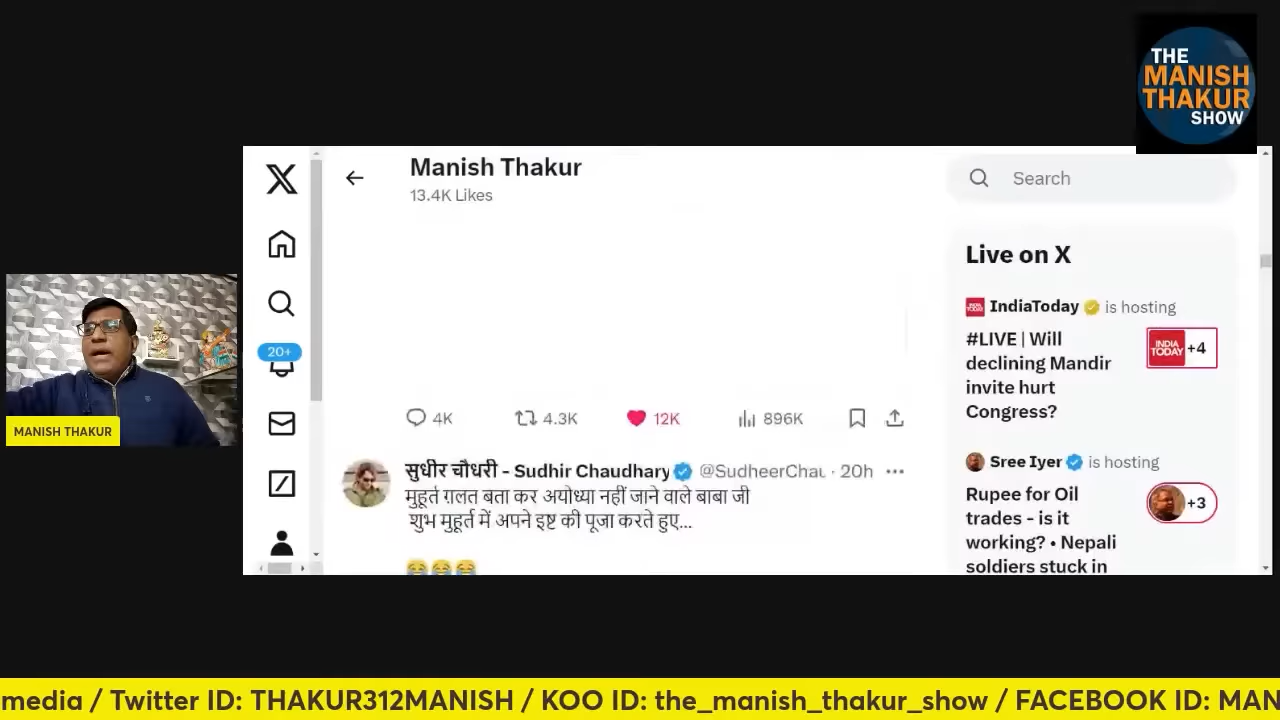 THE
MANISH
THAKUR
SHOW
Manish Thakur
13.4K Likes
Search
Live on X
IndiaToday is hosting
#LIVE | Will
declining Mandir
invite hurt
Congress?
INDIA
TODAY
+4
20+
4K
4.3K
12K
896K
सुधीर चौधरी - Sudhir Chaudhary @SudheerChau · 20h
मुहूर्त ग़लत बता कर अयोध्या नहीं जाने वाले बाबा जी
शुभ मुहूर्त में अपने इष्ट की पूजा करते हुए...
😭😭😭
Sree Iyer is hosting
Rupee for Oil
trades - is it
working? • Nepali
soldiers stuck in
+3
MANISH THAKUR
media / Twitter ID: THAKUR312MANISH / KOO ID: the_manish_thakur_show / FACEBOOK ID: MAN